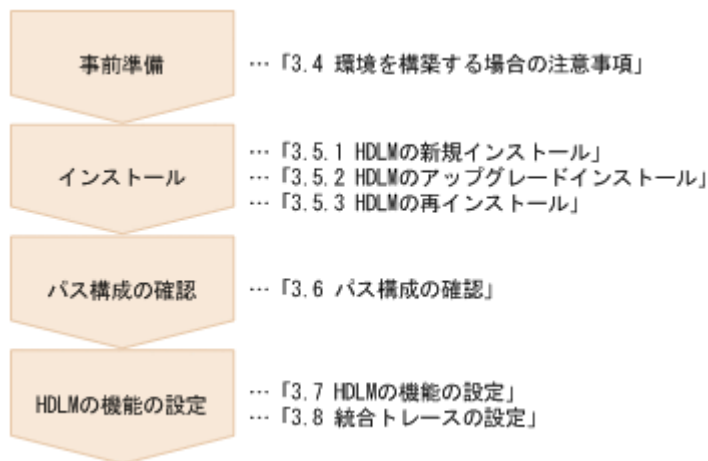 事前準備
…「3.4 環境を構築する場合の注意事項」
インストール
…「3.5.1 HDLMの新規インストール」
…「3.5.2 HDLMのアップグレードインストール」
…「3.5.3 HDLMの再インストール」
パス構成の確認
…「3.6 パス構成の確認」
HDLMの機能の設定
…「3.7 HDLMの機能の設定」
…「3.8 統合トレースの設定」